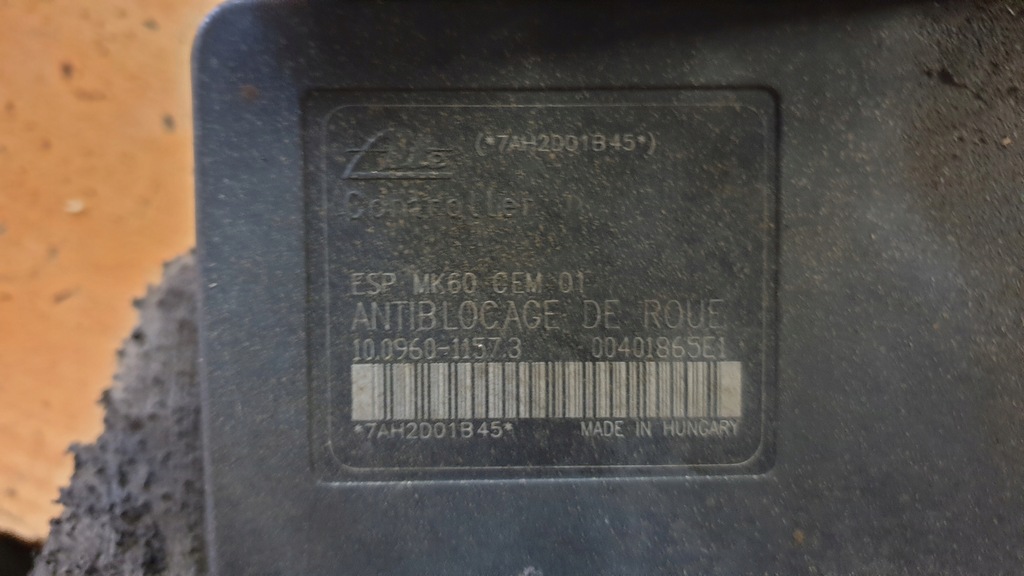 (*7AH2D01B45*)
Controller
ESP MK60 CEM 01
ANTIBLOCAGE DE ROUE
10.0960-1157.3 00401865E1
*7AH2D01B45* MADE IN HUNGARY